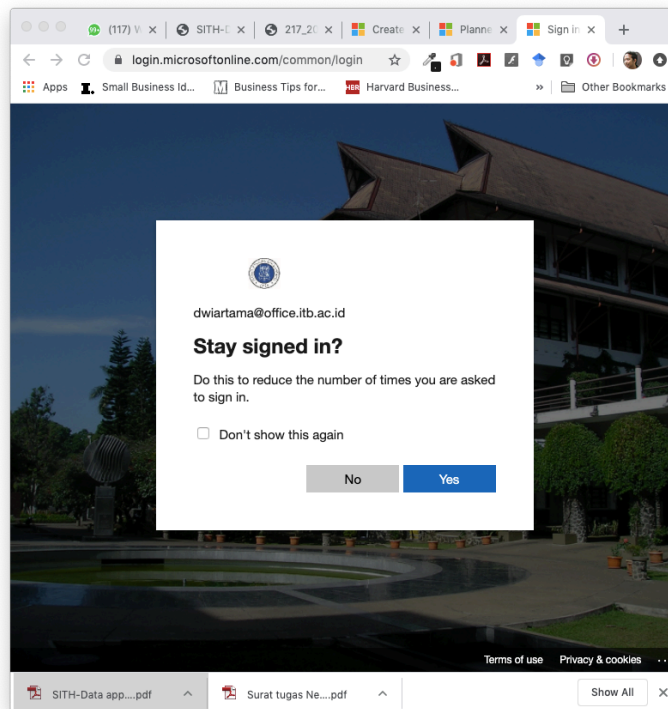 (117) W
SITH-D
217_20
Create
Planne
Sign in
login.microsoftonline.com/common/login
Apps
Small Business Id...
Business Tips for...
HBR
Harvard Business...
»
Other Bookmarks
dwiartama@office.itb.ac.id
Stay signed in?
Do this to reduce the number of times you are asked
to sign in.
Don't show this again
No
Yes
Terms of use
Privacy & cookies
SITH-Data app....pdf
Surat tugas Ne....pdf
Show All